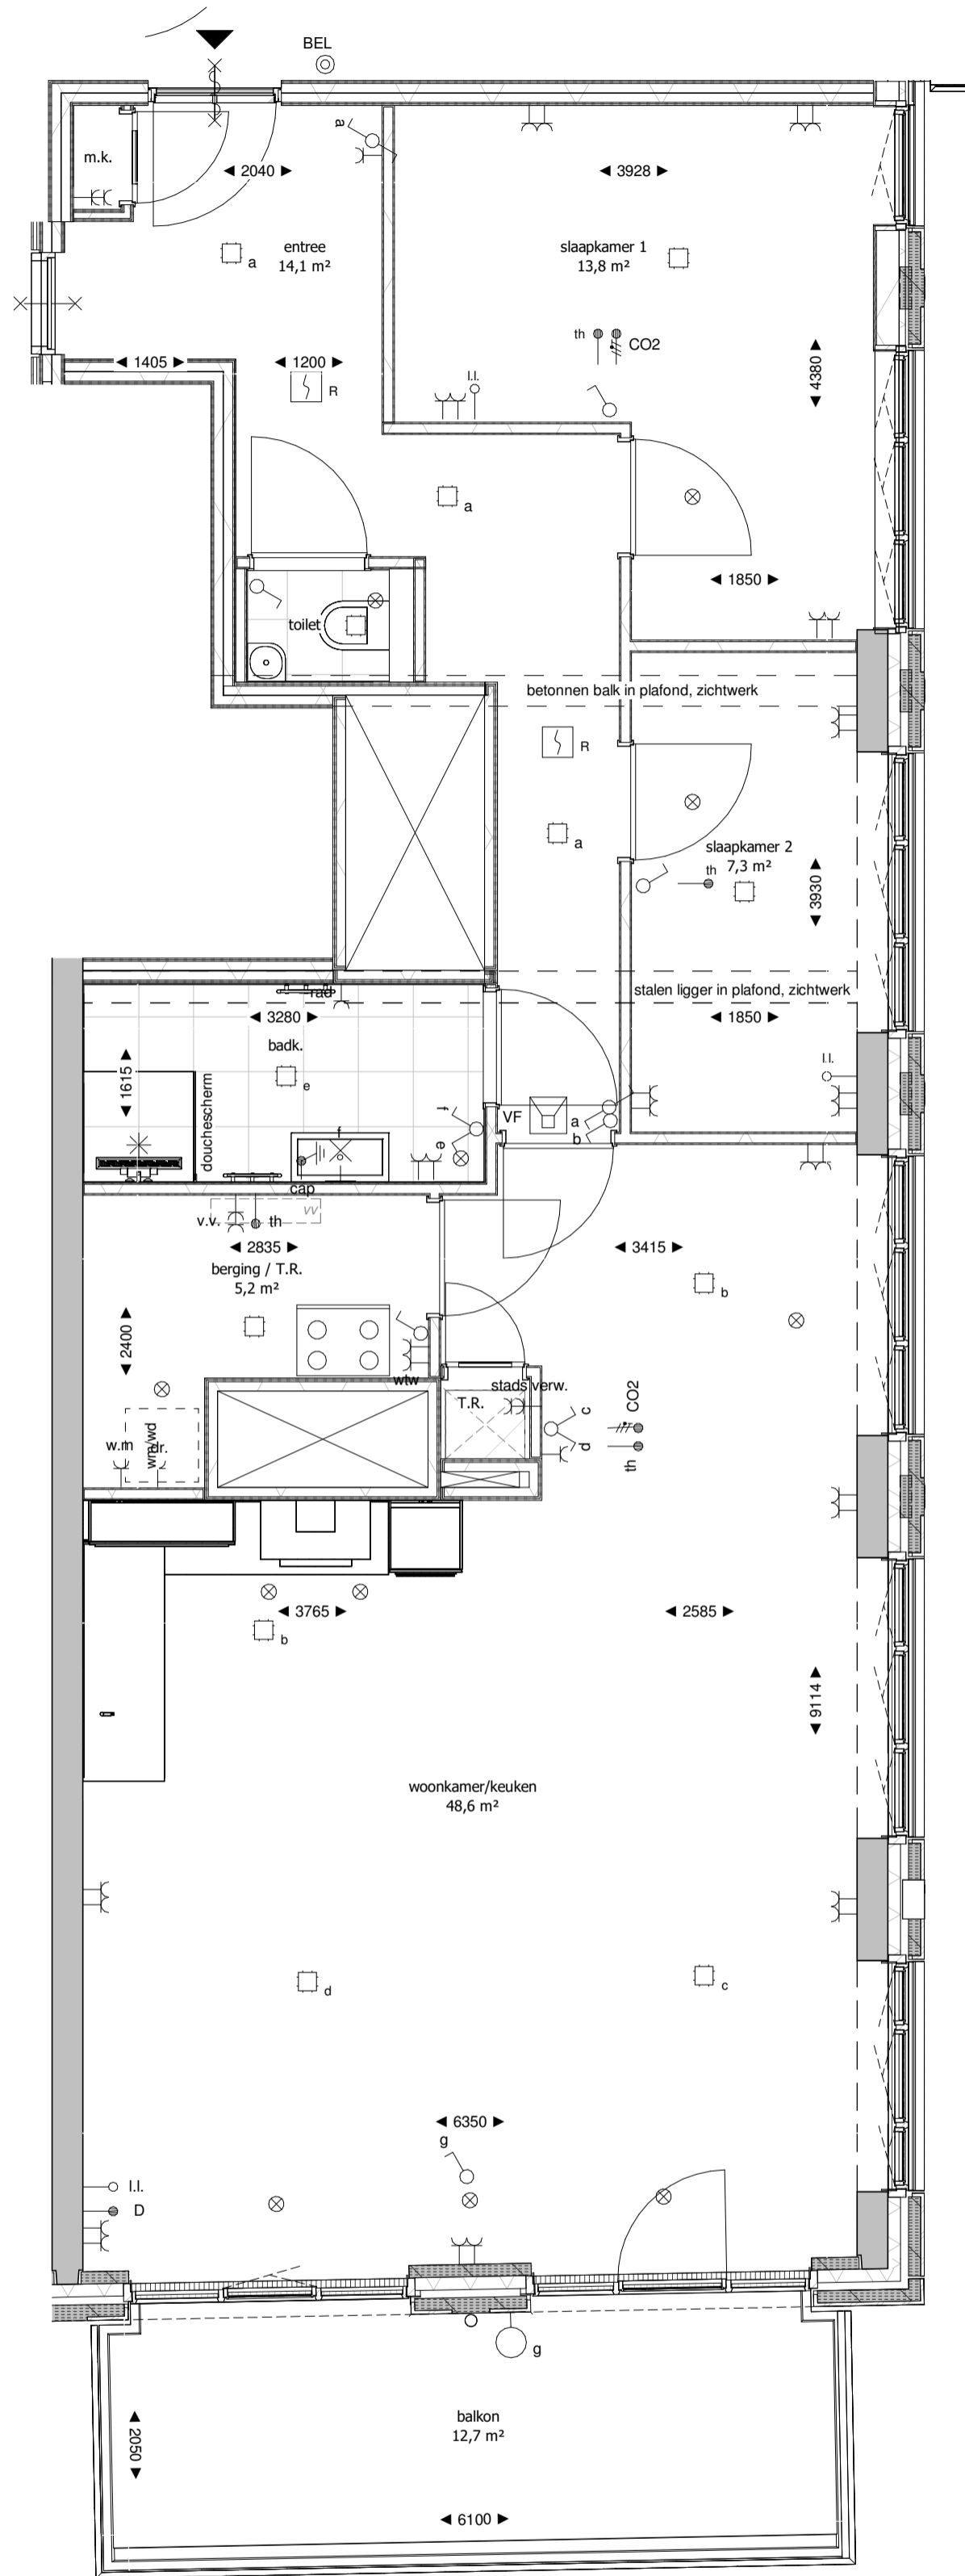 BEL
m.k.
a
2040
3928
entree
14,1 m²
a
slaapkamer 1
13,8 m²
th
CO2
1405
1200
R
l.l.
4380
a
1850
toilet
betonnen balk in plafond, zichtwerk
R
a
slaapkamer 2
7,3 m²
th
3930
rad
3280
stalen ligger in plafond, zichtwerk
1850
badk.
1615
e
douchescherm
f
f
e
VF
a
b
l.l.
cap
vv
v.v.
th
2835
berging / T.R.
5,2 m²
3415
b
2400
wtw
stads verw.
T.R.
c
d
CO2
th
w.m
wm/wd
dr.
3765
2585
b
9114
woonkamer/keuken
48,6 m²
d
c
6350
g
l.l.
D
g
balkon
12,7 m²
2050
6100